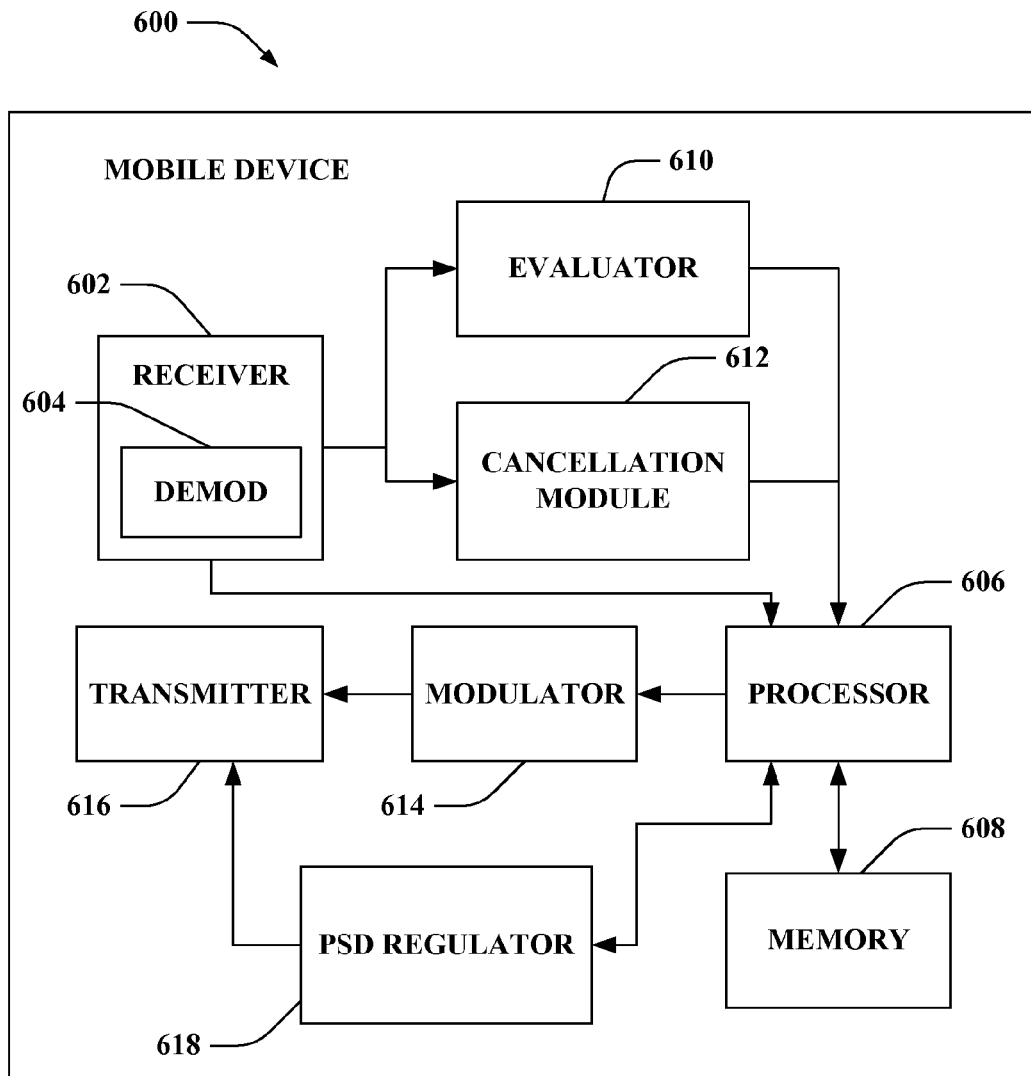 600
MOBILE DEVICE
610
EVALUATOR
602
RECEIVER
612
604
CANCELLATION
MODULE
DEMOD
606
TRANSMITTER
MODULATOR
PROCESSOR
616
614
608
PSD REGULATOR
MEMORY
618